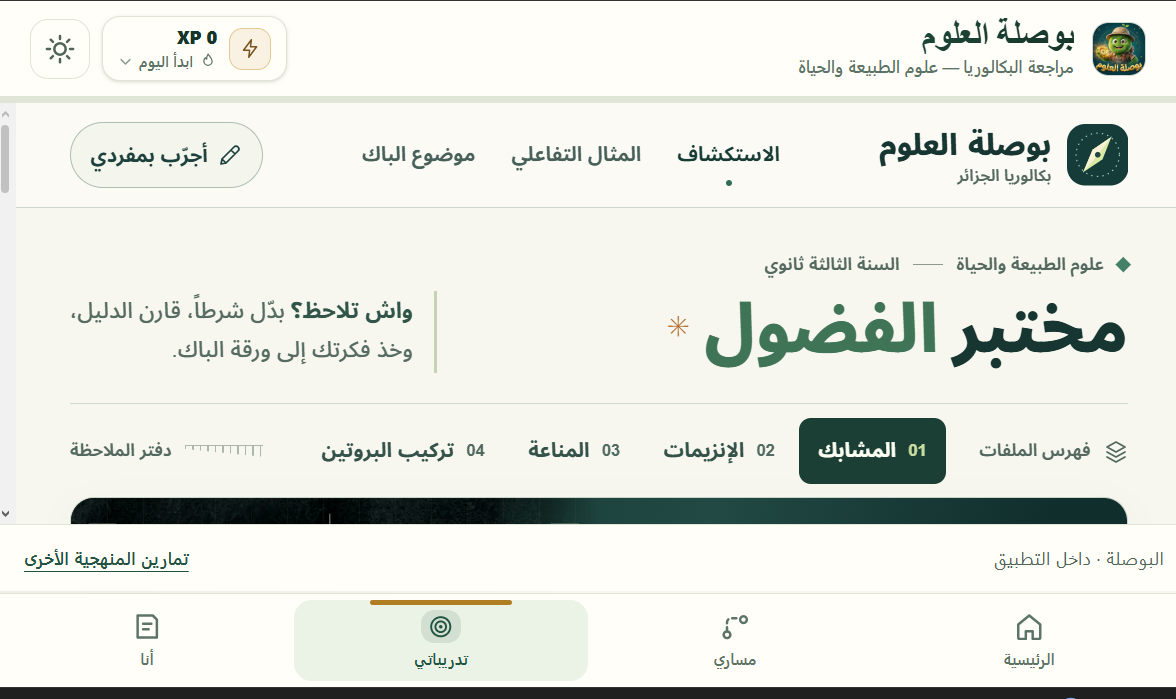 بوصلة العلوم
مراجعة البكالوريا — علوم الطبيعة والحياة
XP 0
ابدأ اليوم
بوصلة العلوم
بوصلة العلوم
بكالوريا الجزائر
الاستكشاف
المثال التفاعلي
موضوع الباك
أجرّب بمفردي
علوم الطبيعة والحياة — السنة الثالثة ثانوي
مختبر الفضول
واش تلاحظ؟ بدّل شرطاً، قارن الدليل،
وخذ فكرتك إلى ورقة الباك.
فهرس الملفات
01 المشابك
02 الإنزيمات
03 المناعة
04 تركيب البروتين
دفتر الملاحظة
البوصلة · داخل التطبيق
تمارين المنهجية الأخرى
الرئيسية
مساري
تدريباتي
أنا